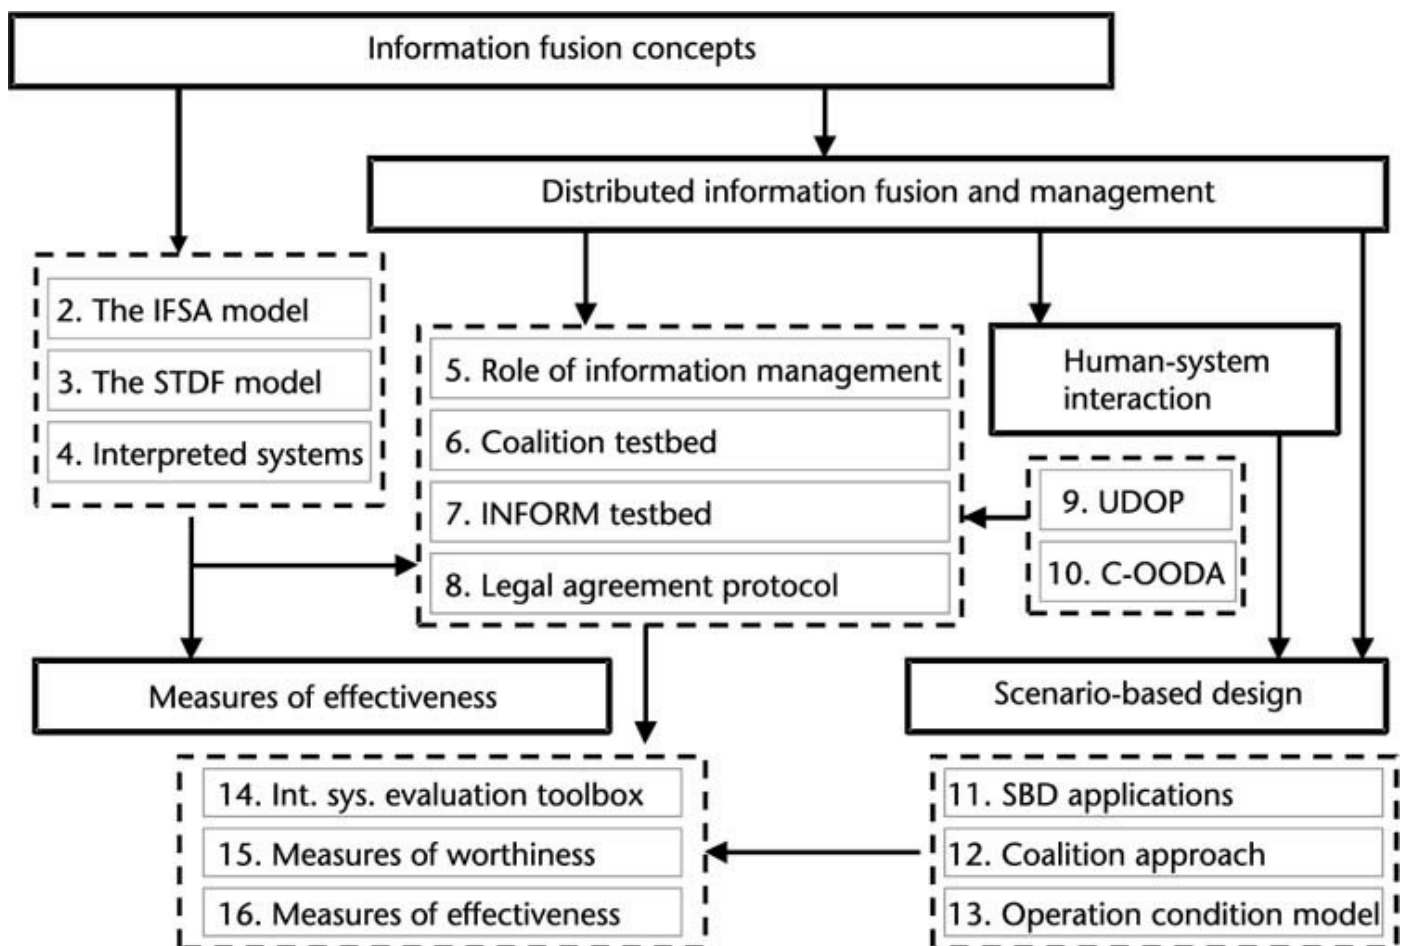 Information fusion concepts
Distributed information fusion and management
2. The IFSA model
3. The STDF model
4. Interpreted systems
5. Role of information management
6. Coalition testbed
7. INFORM testbed
8. Legal agreement protocol
Human-system
interaction
9. UDOP
10. C-OODA
Measures of effectiveness
Scenario-based design
14. Int. sys. evaluation toolbox
15. Measures of worthiness
16. Measures of effectiveness
11. SBD applications
12. Coalition approach
13. Operation condition model